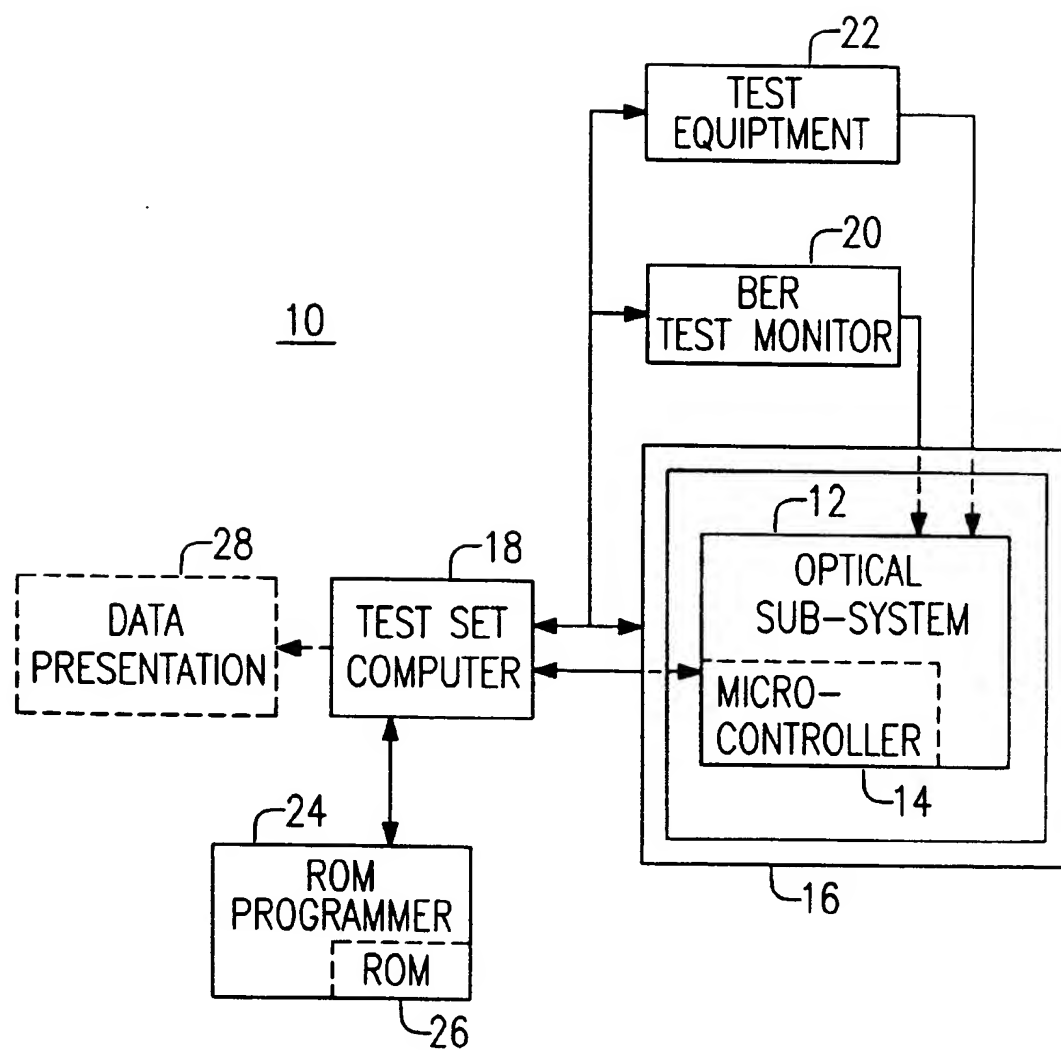 22
TEST
EQUIPTMENT
20
BER
TEST MONITOR
10
12
OPTICAL
SUB-SYSTEM
MICRO-
CONTROLLER
14
16
28
DATA
PRESENTATION
18
TEST SET
COMPUTER
24
ROM
PROGRAMMER
ROM
26